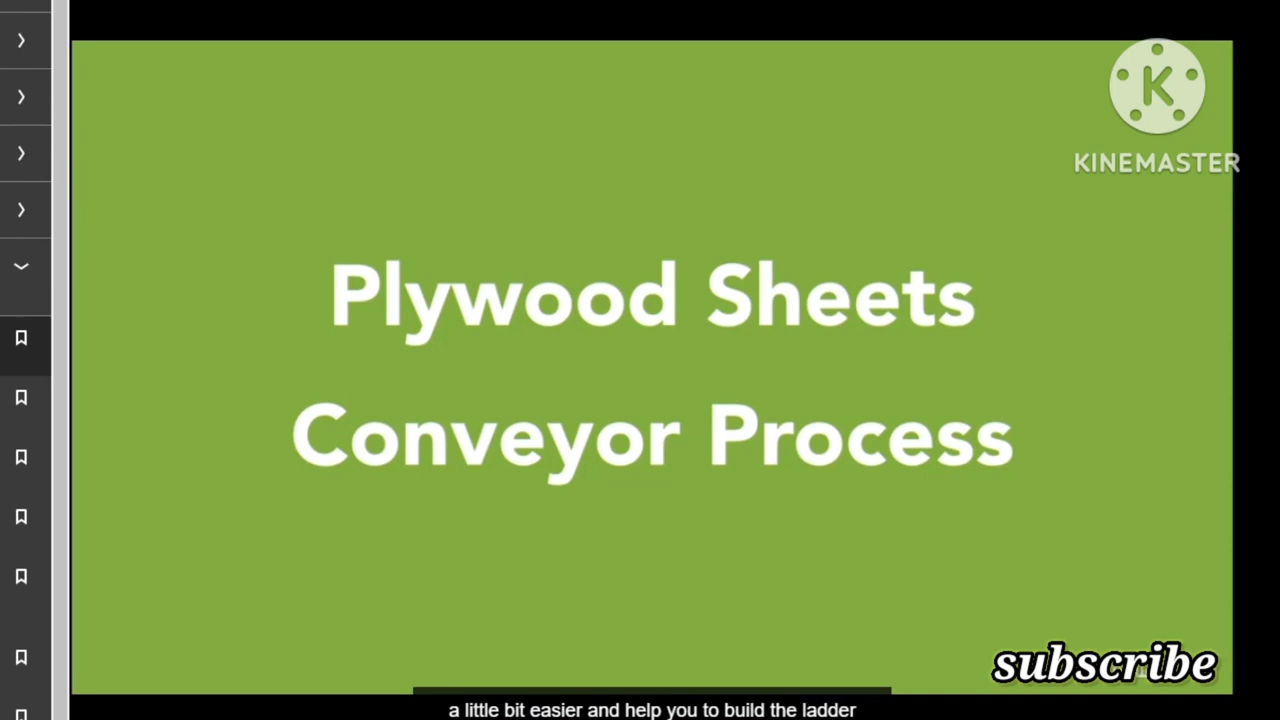 K
KINEMASTER
Plywood Sheets
Conveyor Process
subscribe
a little bit easier and help you to build the ladder